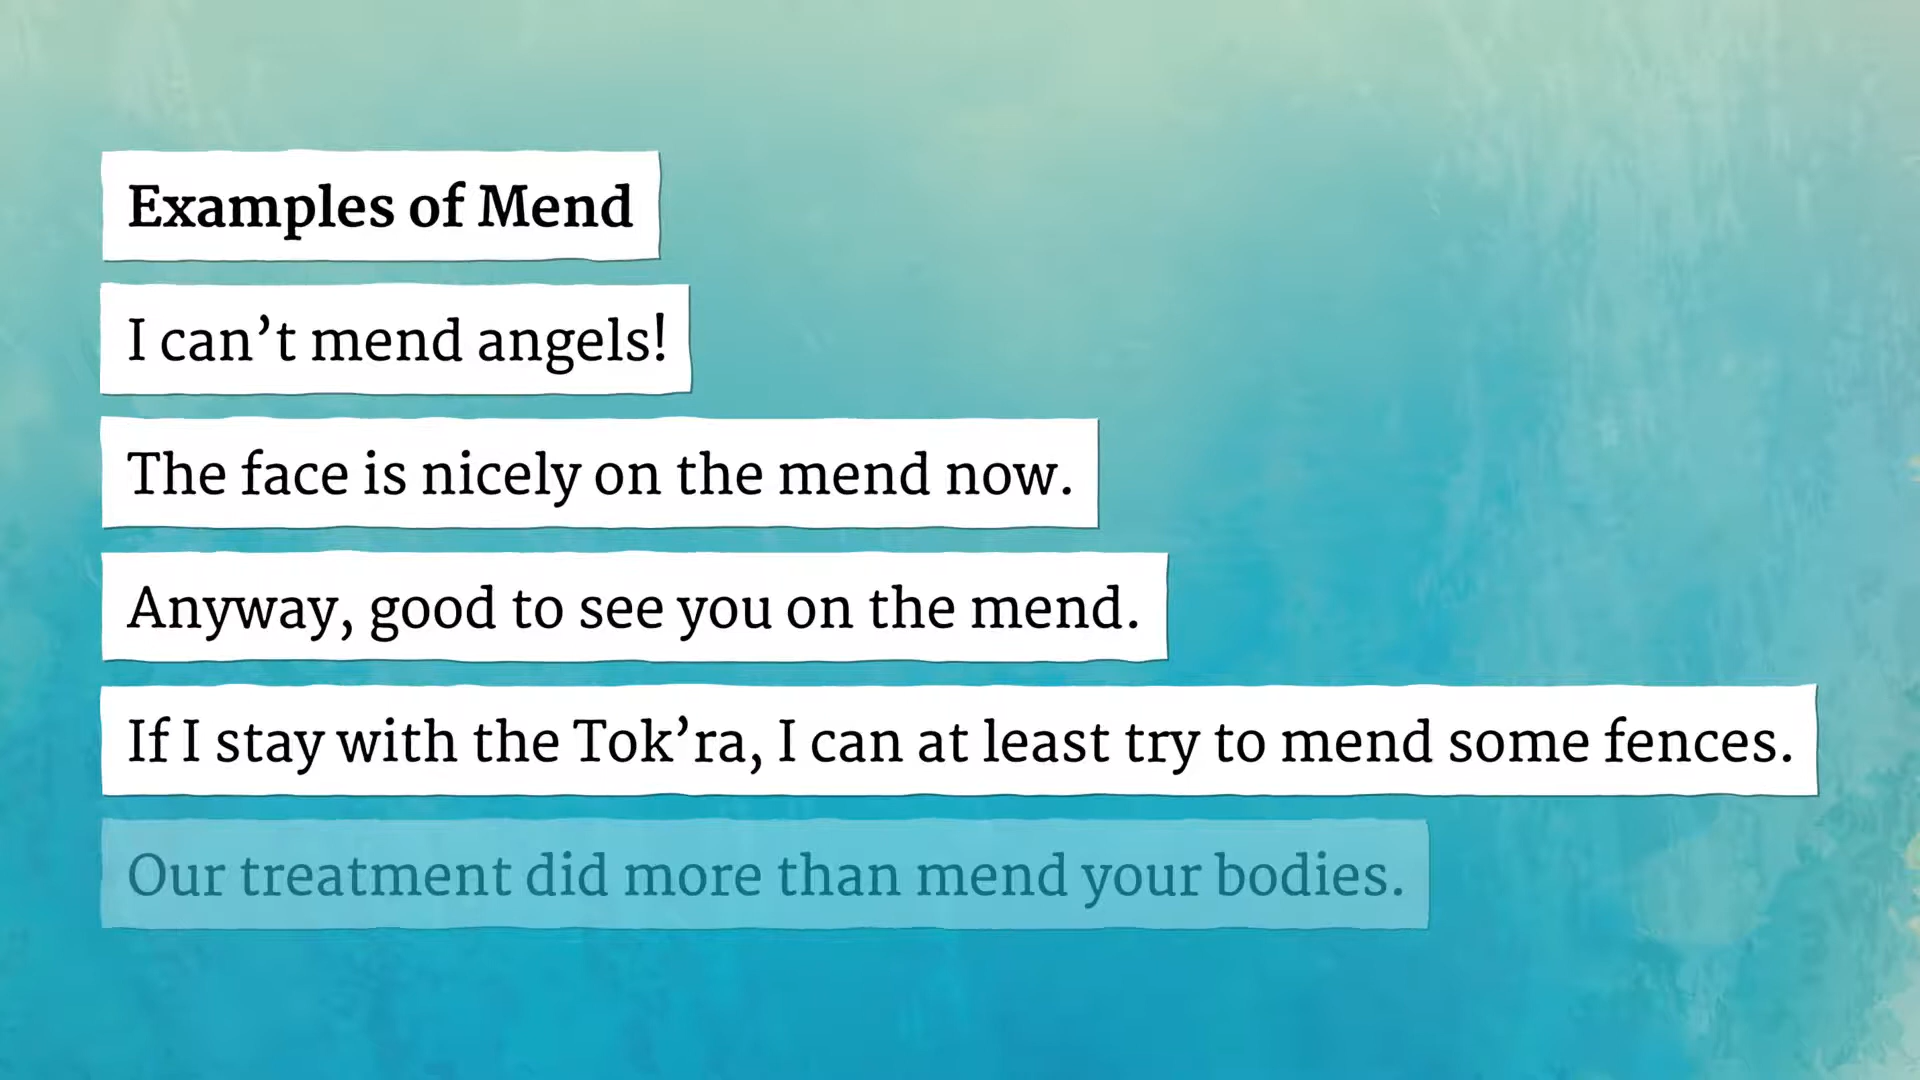 Examples of Mend
I can’t mend angels!
The face is nicely on the mend now.
Anyway, good to see you on the mend.
If I stay with the Tok’ra, I can at least try to mend some fences.
Our treatment did more than mend your bodies.